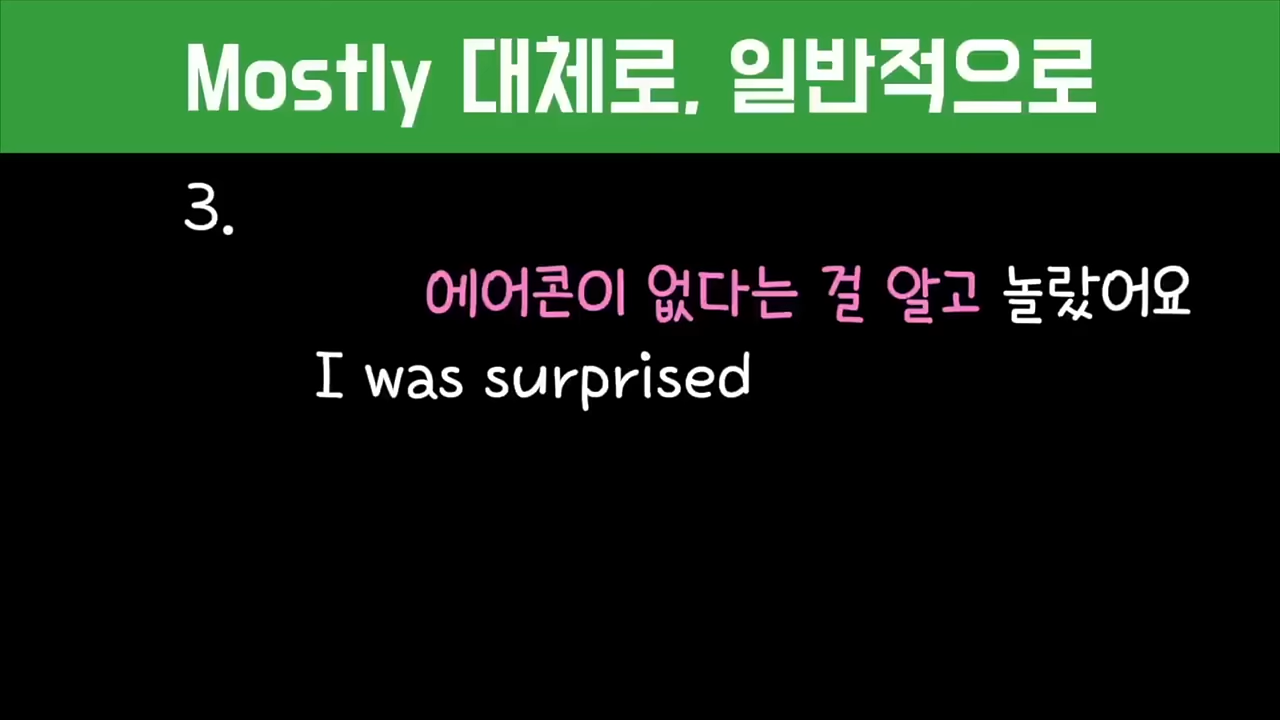 Mostly 대체로, 일반적으로
3.
에어콘이 없다는 걸 알고 놀랐어요
I was surprised